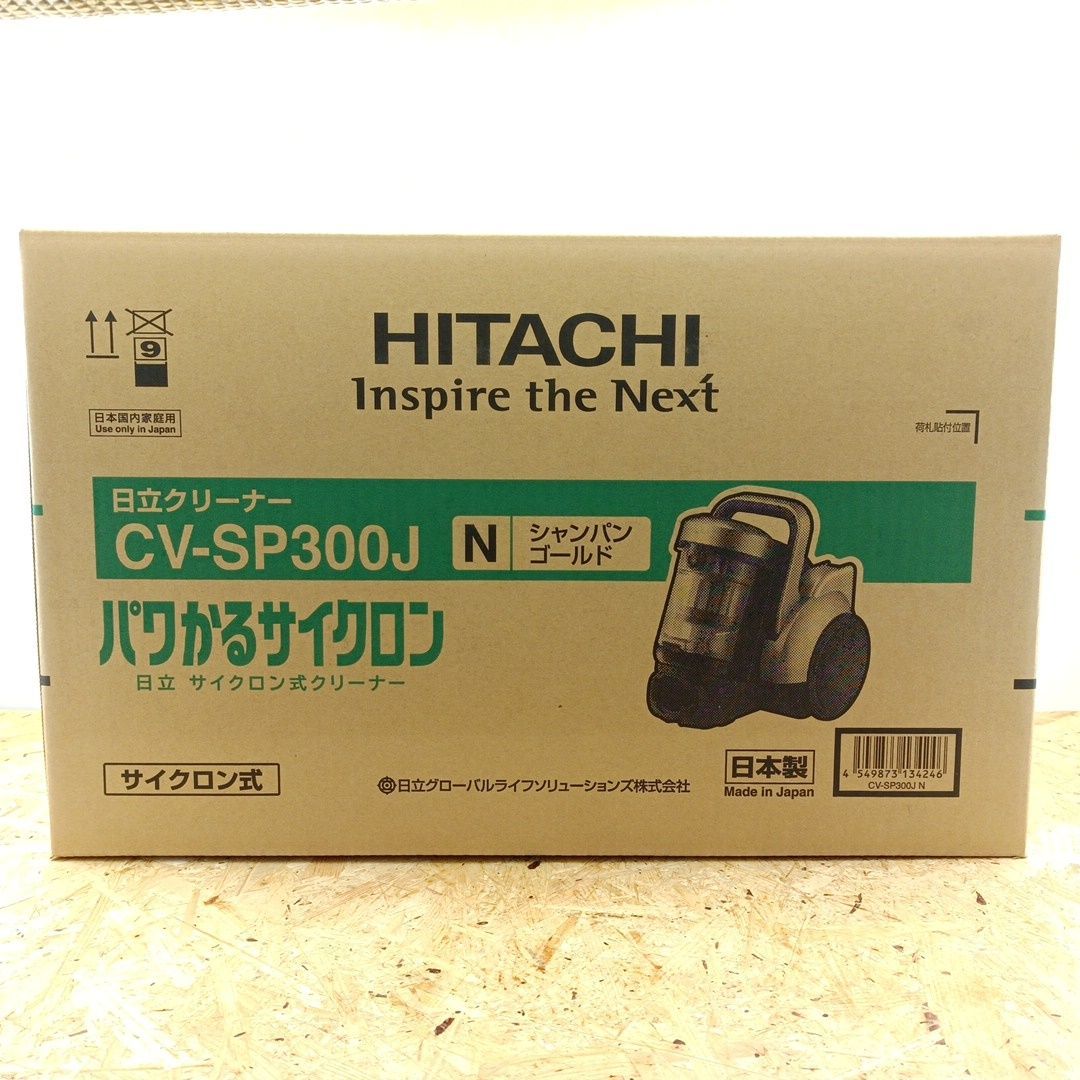 HITACHI
Inspire the Next
9
日本国内家庭用
Use only in Japan
荷札貼付位置
日立クリーナー
CV-SP300J
N
シャンパン
ゴールド
パワかるサイクロン
日立 サイクロン式クリーナー
サイクロン式
日立グローバルライフソリューションズ株式会社
日本製
Made in Japan
4 549873 134246
CV-SP300J N